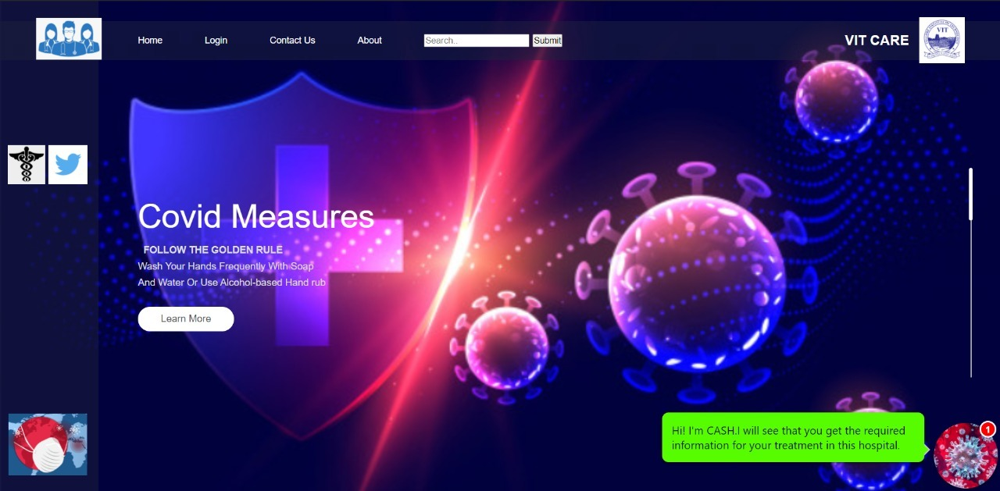 Home Login Contact Us About Search.. Submit VIT CARE
VIT
Covid Measures
FOLLOW THE GOLDEN RULE
Wash Your Hands Frequently With Soap
And Water Or Use Alcohol-based Hand rub
Learn More
Hi! I'm CASH.I will see that you get the required
information for your treatment in this hospital.
1